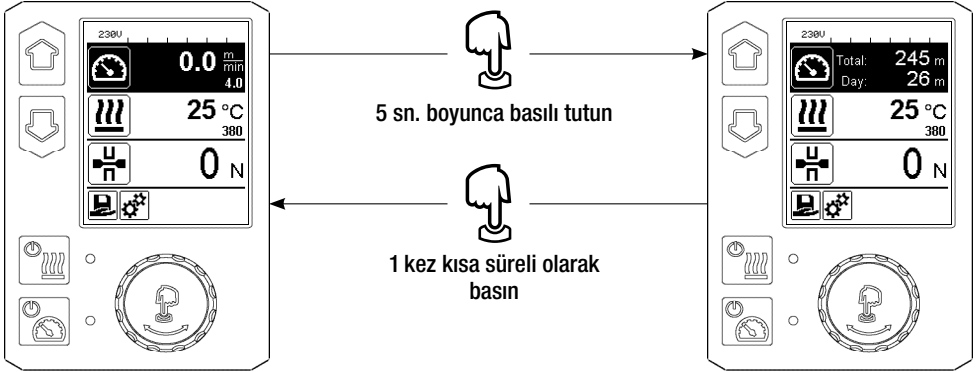 230V
0.0 m/min
4.0
25 °C
380
0 N
5 sn. boyunca basılı tutun
1 kez kısa süreli olarak
basın
230V
Total: 245 m
Day: 26 m
25 °C
380
0 N